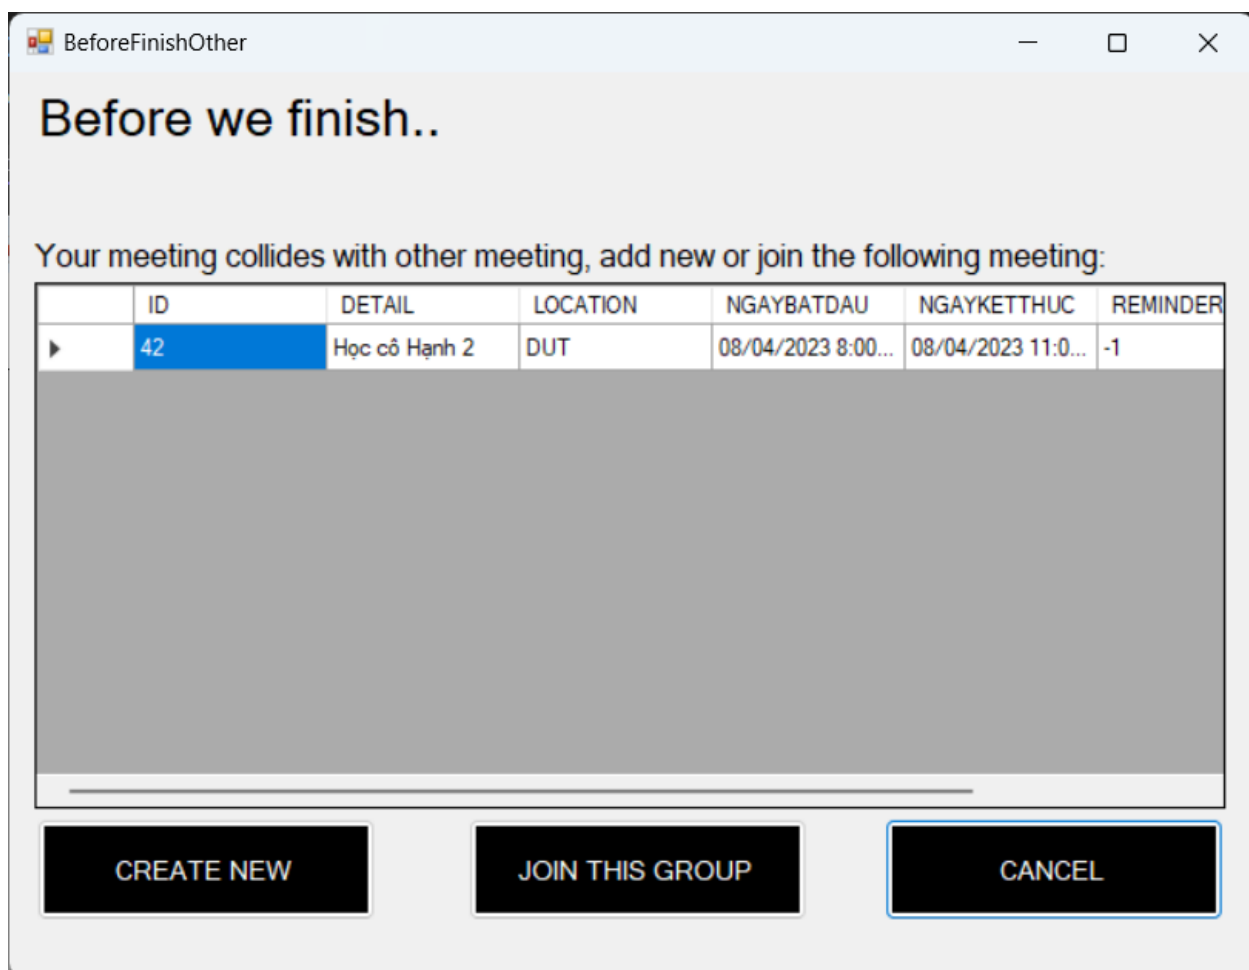 BeforeFinishOther
Before we finish..
Your meeting collides with other meeting, add new or join the following meeting:
ID DETAIL LOCATION NGAYBATDAU NGAYKETTHUC REMINDER
42 Học cô Hạnh 2 DUT 08/04/2023 8:00... 08/04/2023 11:0... -1
CREATE NEW JOIN THIS GROUP CANCEL